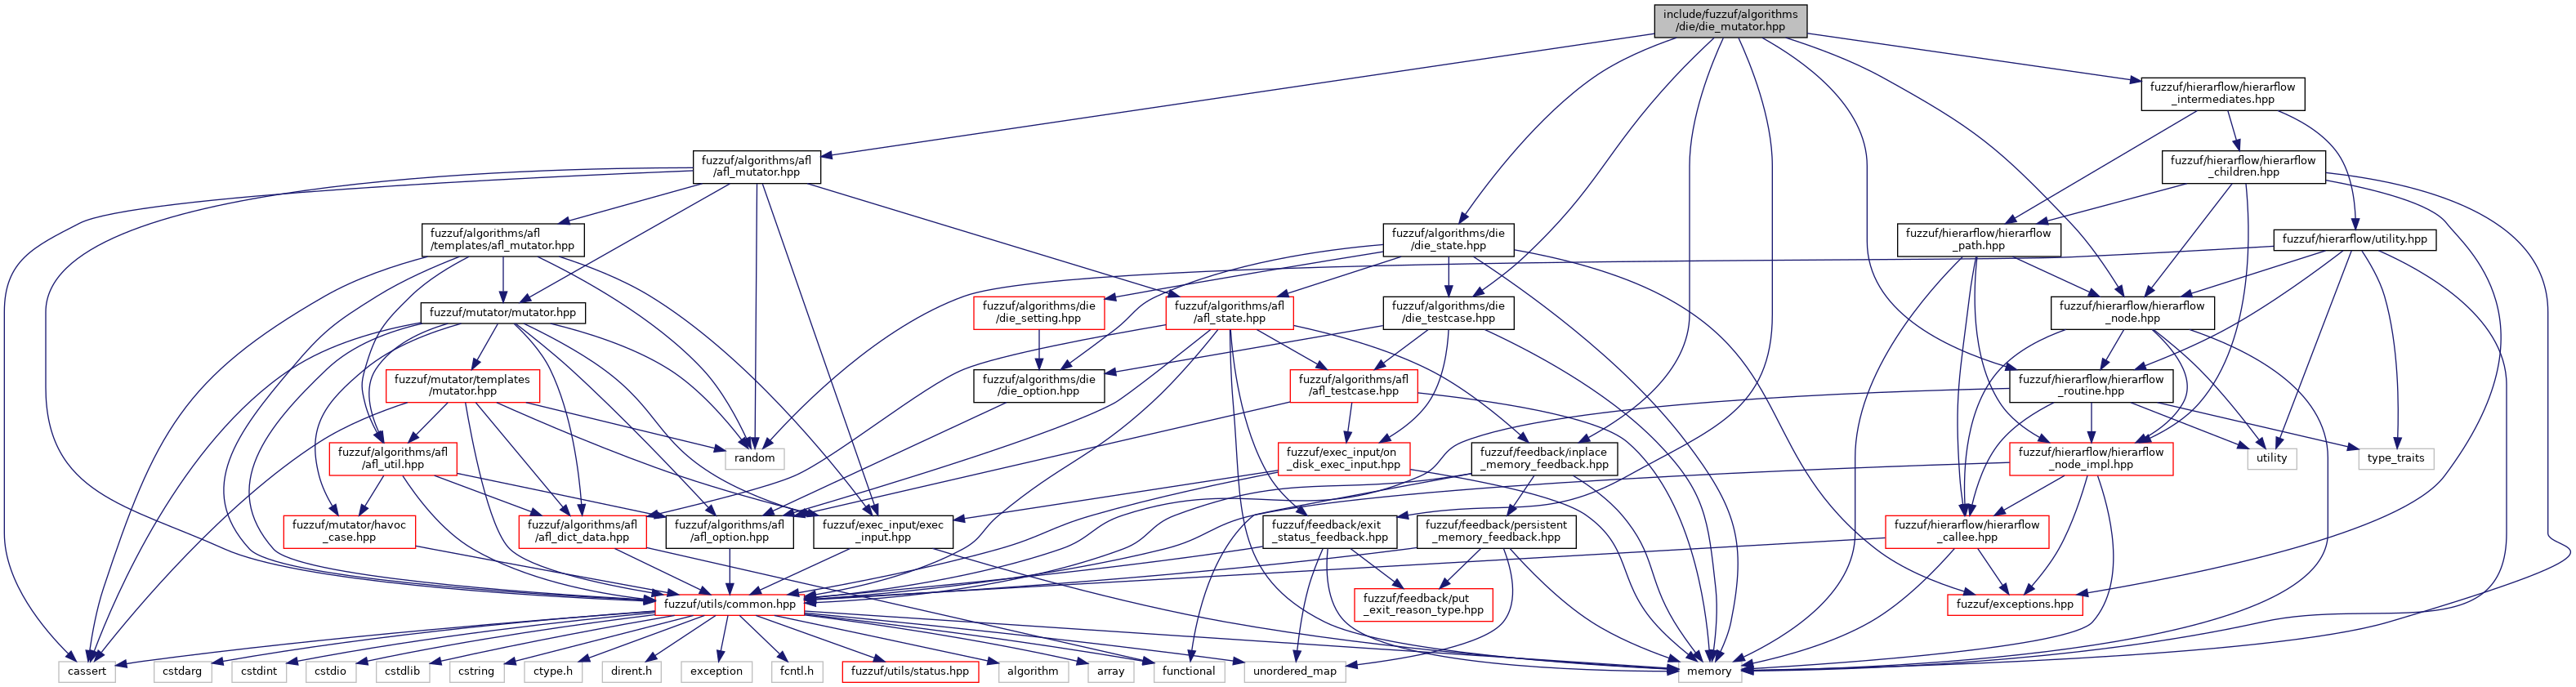 include/fuzzuf/algorithms
/die/die_mutator.hpp
fuzzuf/hierarflow/hierarflow
_intermediates.hpp
fuzzuf/algorithms/afl
/afl_mutator.hpp
fuzzuf/hierarflow/hierarflow
_children.hpp
fuzzuf/algorithms/afl
/templates/afl_mutator.hpp
fuzzuf/algorithms/die
/die_state.hpp
fuzzuf/hierarflow/hierarflow
_path.hpp
fuzzuf/hierarflow/utility.hpp
fuzzuf/mutator/mutator.hpp
fuzzuf/algorithms/die
/die_setting.hpp
fuzzuf/algorithms/afl
/afl_state.hpp
fuzzuf/algorithms/die
/die_testcase.hpp
fuzzuf/hierarflow/hierarflow
_node.hpp
fuzzuf/mutator/templates
/mutator.hpp
fuzzuf/algorithms/die
/die_option.hpp
fuzzuf/algorithms/afl
/afl_testcase.hpp
fuzzuf/hierarflow/hierarflow
_routine.hpp
fuzzuf/algorithms/afl
/afl_util.hpp
random
fuzzuf/exec_input/on
_disk_exec_input.hpp
fuzzuf/feedback/inplace
_memory_feedback.hpp
fuzzuf/hierarflow/hierarflow
_node_impl.hpp
utility
type_traits
fuzzuf/mutator/havoc
_case.hpp
fuzzuf/algorithms/afl
/afl_dict_data.hpp
fuzzuf/algorithms/afl
/afl_option.hpp
fuzzuf/exec_input/exec
_input.hpp
fuzzuf/feedback/exit
_status_feedback.hpp
fuzzuf/feedback/persistent
_memory_feedback.hpp
fuzzuf/hierarflow/hierarflow
_callee.hpp
fuzzuf/utils/common.hpp
fuzzuf/feedback/put
_exit_reason_type.hpp
fuzzuf/exceptions.hpp
cassert
cstdarg
cstdint
cstdio
cstdlib
cstring
ctype.h
dirent.h
exception
fcntl.h
fuzzuf/utils/status.hpp
algorithm
array
functional
unordered_map
memory